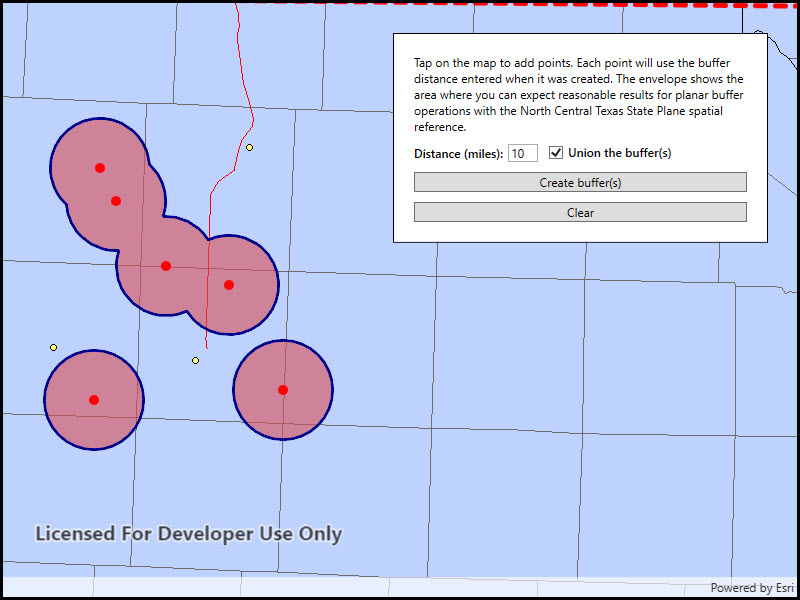 Tap on the map to add points. Each point will use the buffer
distance entered when it was created. The envelope shows the
area where you can expect reasonable results for planar buffer
operations with the North Central Texas State Plane spatial
reference.
Distance (miles): 10 Union the buffer(s)
Create buffer(s)
Clear
Licensed For Developer Use Only
Powered by Esri